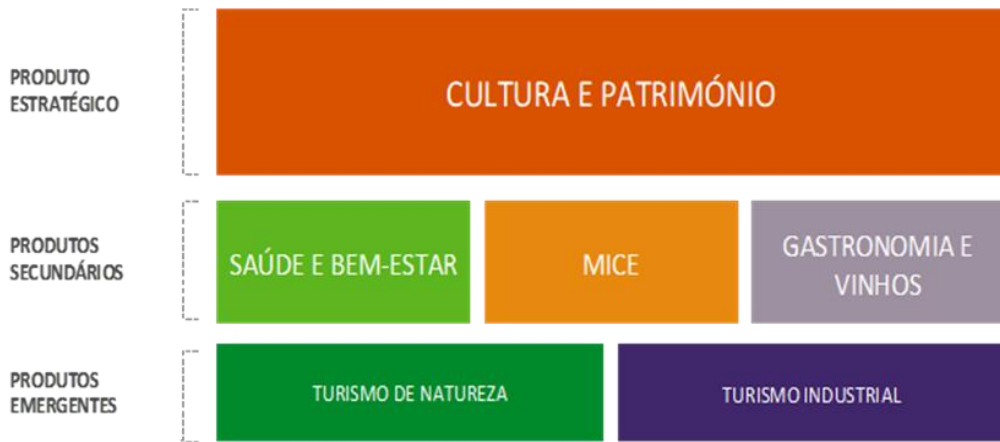 PRODUTO
ESTRATÉGICO
CULTURA E PATRIMÓNIO
PRODUTOS
SECUNDÁRIOS
SAÚDE E BEM-ESTAR
MICE
GASTRONOMIA E
VINHOS
PRODUTOS
EMERGENTES
TURISMO DE NATUREZA
TURISMO INDUSTRIAL